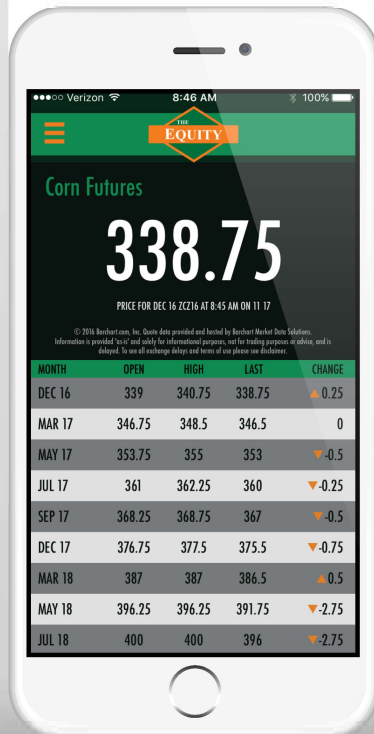 Verizon 8:46 AM 100%
THE
EQUITY
Corn Futures
338.75
PRICE FOR DEC 16 ZCZ16 AT 8:45 AM ON 11 17
© 2016 Barchart.com, Inc. Quote data provided and hosted by Barchart Market Data Solutions.
Information is provided 'as-is' and solely for informational purposes, not for trading purposes or advice, and is
delayed. To see all exchange delays and terms of use please see disclaimer.
MONTH OPEN HIGH LAST CHANGE
DEC 16 339 340.75 338.75 ▲ 0.25
MAR 17 346.75 348.5 346.5 0
MAY 17 353.75 355 353 ▼-0.5
JUL 17 361 362.25 360 ▼-0.25
SEP 17 368.25 368.75 367 ▼-0.5
DEC 17 376.75 377.5 375.5 ▼-0.75
MAR 18 387 387 386.5 ▲0.5
MAY 18 396.25 396.25 391.75 ▼-2.75
JUL 18 400 400 396 ▼-2.75